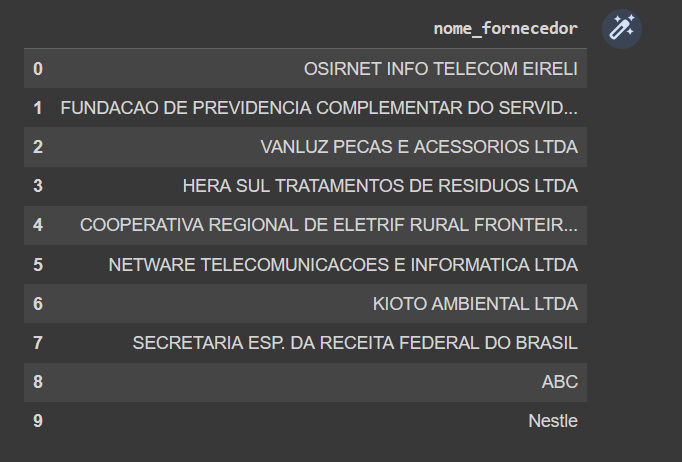 nome_fornecedor
0 OSIRNET INFO TELECOM EIRELI
1 FUNDACAO DE PREVIDENCIA COMPLEMENTAR DO SERVID...
2 VANLUZ PECAS E ACESSORIOS LTDA
3 HERA SUL TRATAMENTOS DE RESIDUOS LTDA
4 COOPERATIVA REGIONAL DE ELETRIF RURAL FRONTEIR...
5 NETWARE TELECOMUNICACOES E INFORMATICA LTDA
6 KIOTO AMBIENTAL LTDA
7 SECRETARIA ESP. DA RECEITA FEDERAL DO BRASIL
8 ABC
9 Nestle